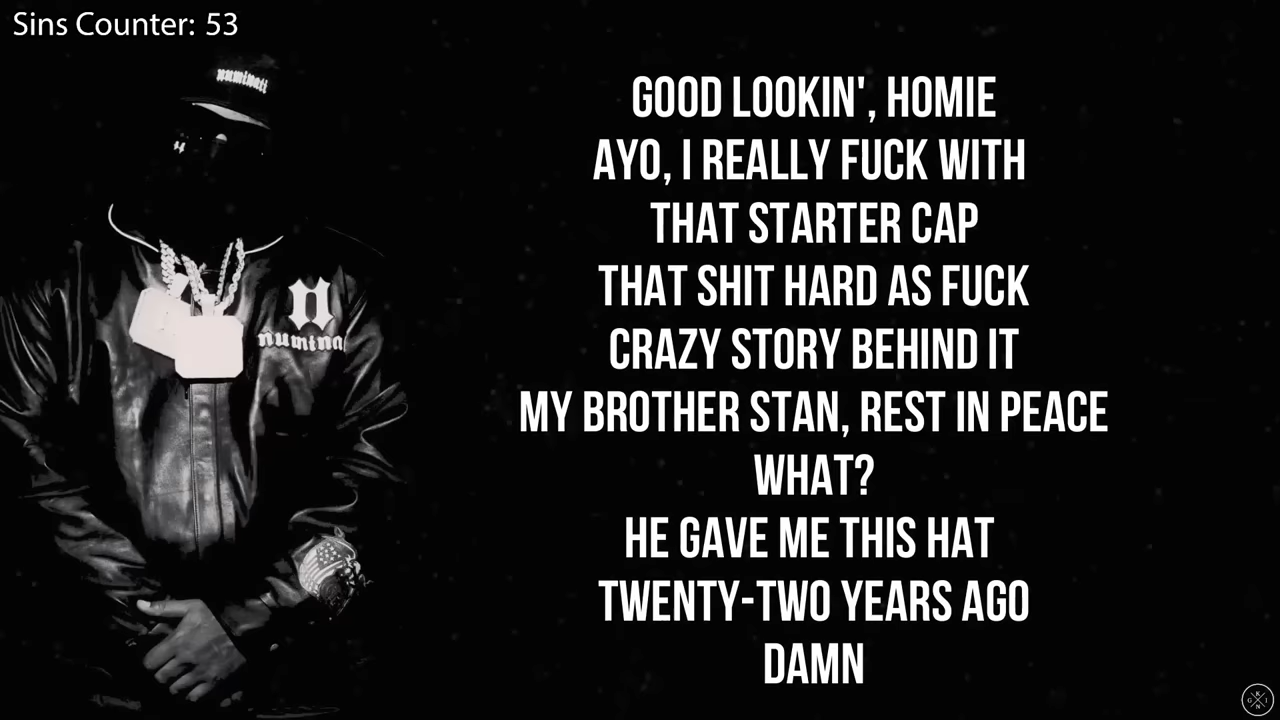 Sins Counter: 53
numinati
GOOD LOOKIN', HOMIE
AYO, I REALLY FUCK WITH
THAT STARTER CAP
THAT SHIT HARD AS FUCK
CRAZY STORY BEHIND IT
MY BROTHER STAN, REST IN PEACE
WHAT?
HE GAVE ME THIS HAT
TWENTY-TWO YEARS AGO
DAMN
n
numina